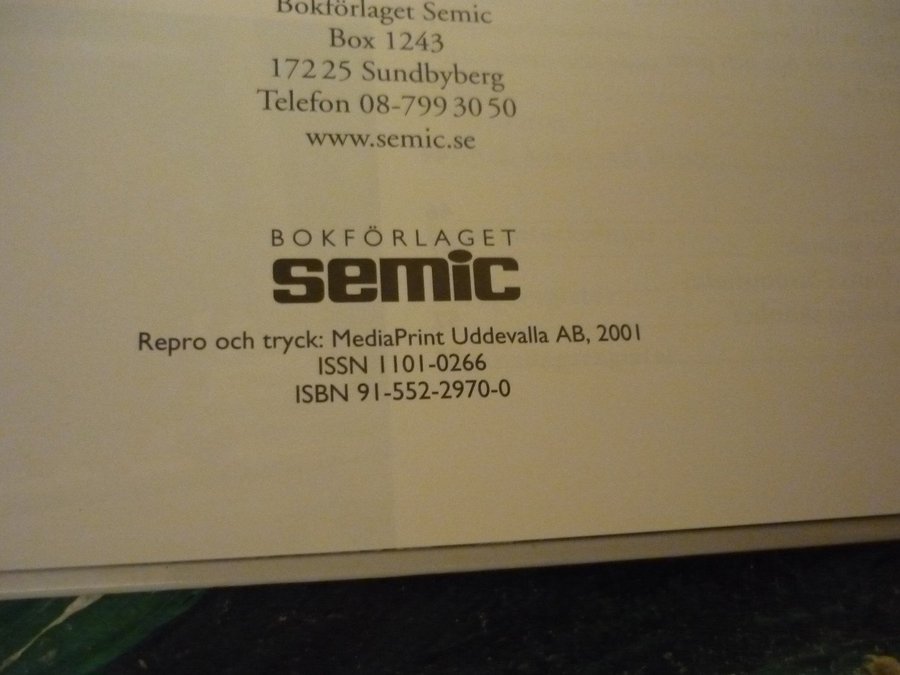 Bokförlaget Semic
Box 1243
172 25 Sundbyberg
Telefon 08-799 30 50
www.semic.se
BOKFÖRLAGET
semic
Repro och tryck: MediaPrint Uddevalla AB, 2001
ISSN 1101-0266
ISBN 91-552-2970-0